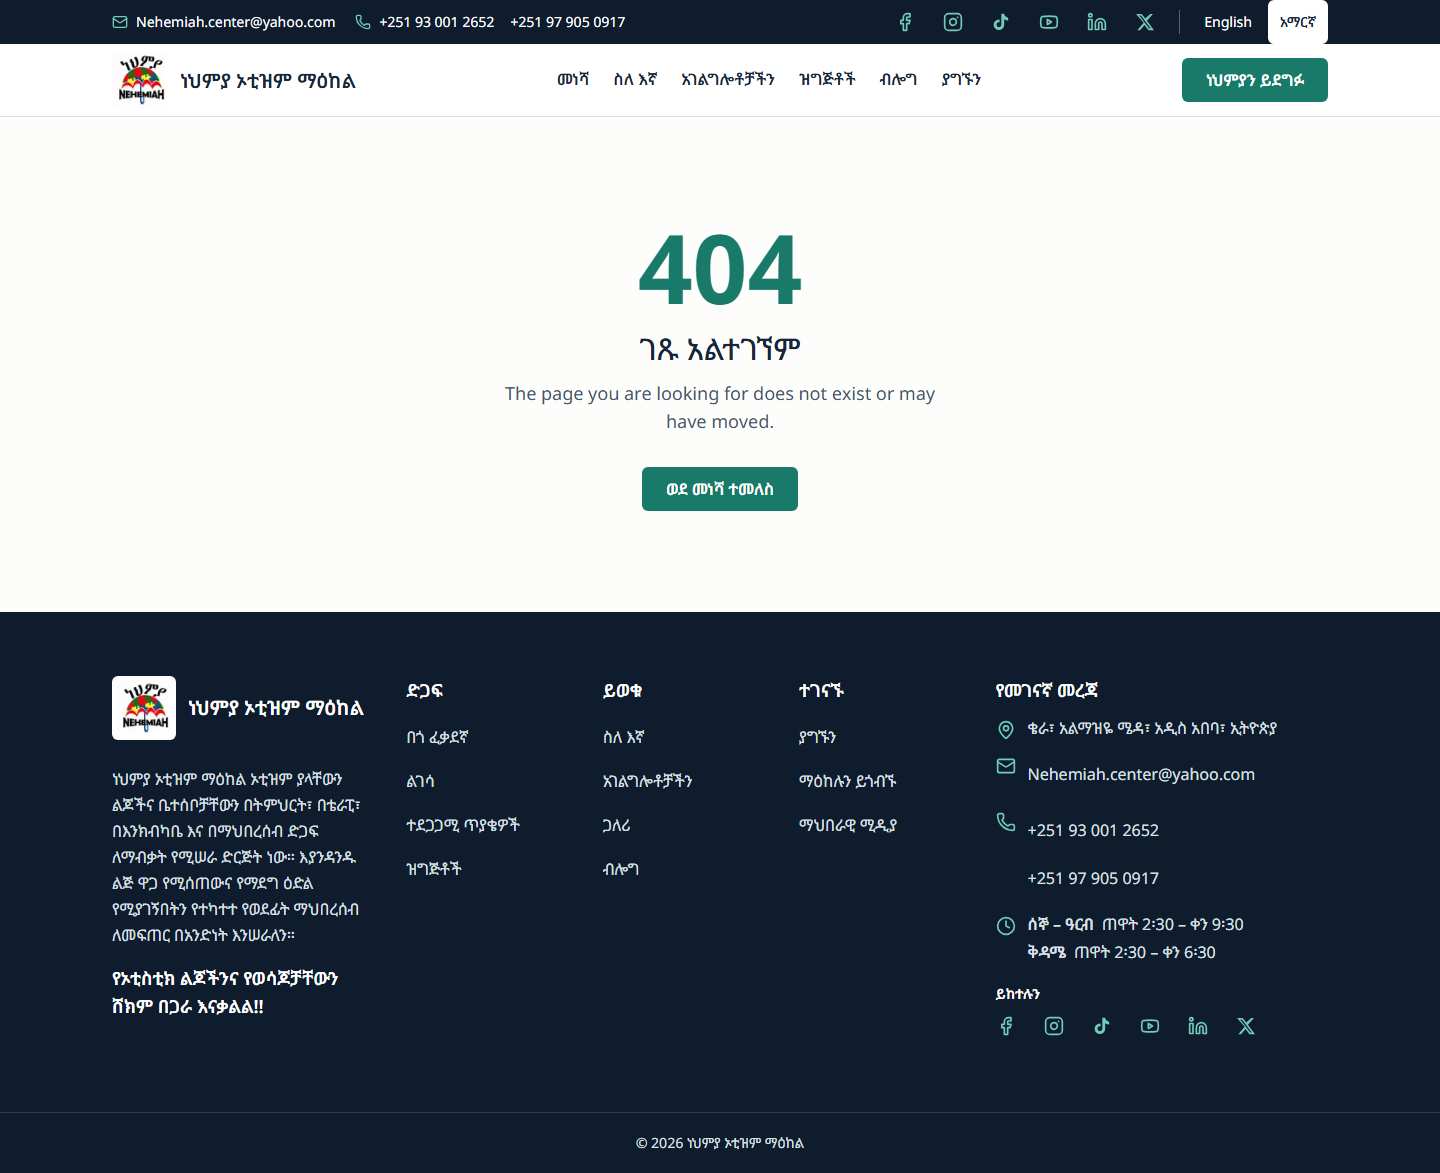 Nehemiah.center@yahoo.com +251 93 001 2652 +251 97 905 0917 English አማርኛ
ነህምያ NEHEMIAH ነህምያ ኦቲዝም ማዕከል መነሻ ስለ እኛ አገልግሎቶቻችን ዝግጅቶች ብሎግ ያግኙን ነህምያን ይደግፉ
404
ገጹ አልተገኘም
The page you are looking for does not exist or may
have moved.
ወደ መነሻ ተመለስ
ነህምያ NEHEMIAH ነህምያ ኦቲዝም ማዕከል
ነህምያ ኦቲዝም ማዕከል ኦቲዝም ያላቸውን
ልጆችና ቤተሰቦቻቸውን በትምህርት፣ በቴራፒ፣
በእንክብካቤ እና በማህበረሰብ ድጋፍ
ለማብቃት የሚሠራ ድርጅት ነው። እያንዳንዱ
ልጅ ዋጋ የሚሰጠውና የማደግ ዕድል
የሚያገኝበትን የተካተተ የወደፊት ማህበረሰብ
ለመፍጠር በአንድነት እንሠራለን።
የኦቲስቲክ ልጆችንና የወሳጆቻቸውን
ሸክም በጋራ እናቃልል!!
ድጋፍ
በጎ ፈቃደኛ
ልገሳ
ተደጋጋሚ ጥያቄዎች
ዝግጅቶች
ይወቁ
ስለ እኛ
አገልግሎቶቻችን
ጋለሪ
ብሎግ
ተገናኙ
ያግኙን
ማዕከሉን ይጎብኙ
ማህበራዊ ሚዲያ
የመገናኛ መረጃ
ቄራ፣ አልማዝዬ ሜዳ፣ አዲስ አበባ፣ ኢትዮጵያ
Nehemiah.center@yahoo.com
+251 93 001 2652
+251 97 905 0917
ሰኞ – ዓርብ ጠዋት 2፡30 – ቀን 9፡30
ቅዳሜ ጠዋት 2፡30 – ቀን 6፡30
ይከተሉን
© 2026 ነህምያ ኦቲዝም ማዕከል